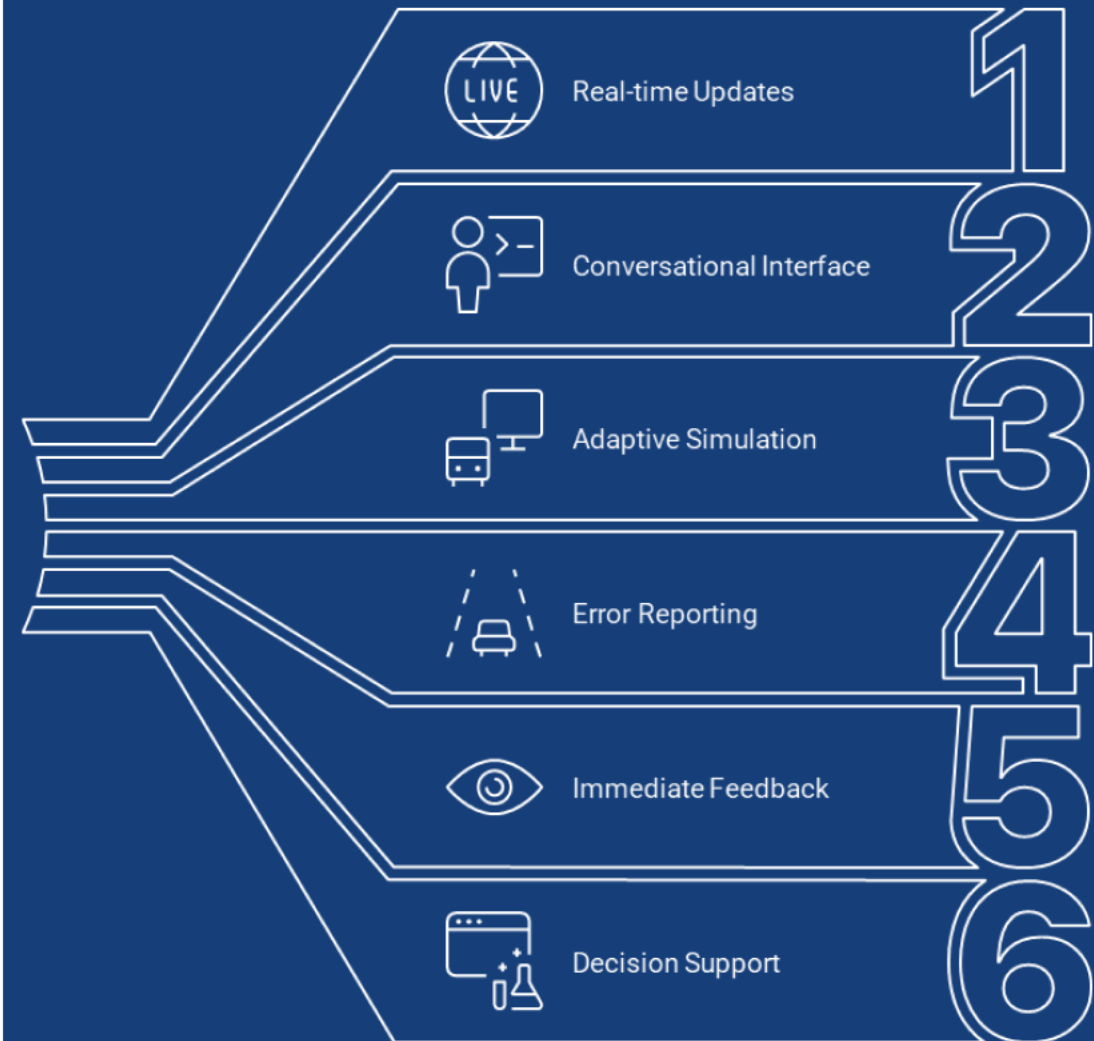 1
LIVE
Real-time Updates
2
Conversational Interface
3
Adaptive Simulation
4
Error Reporting
5
Immediate Feedback
6
Decision Support